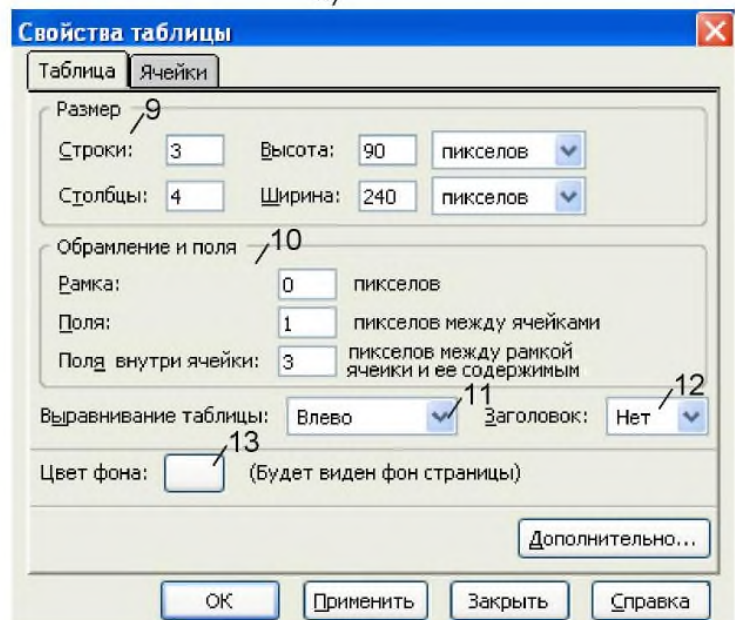 Свойства таблицы
Таблица Ячейки
Размер 9
Строки: 3 Высота: 90 пикселов
Столбцы: 4 Ширина: 240 пикселов
Обрамление и поля 10
Рамка: 0 пикселов
Поля: 1 пикселов между ячейками
Поля внутри ячейки: 3 пикселов между рамкой
ячейки и ее содержимым
11 12
Выравнивание таблицы: Влево Заголовок: Нет
13
Цвет фона: (Будет виден фон страницы)
Дополнительно...
ОК Применить Закрыть Справка